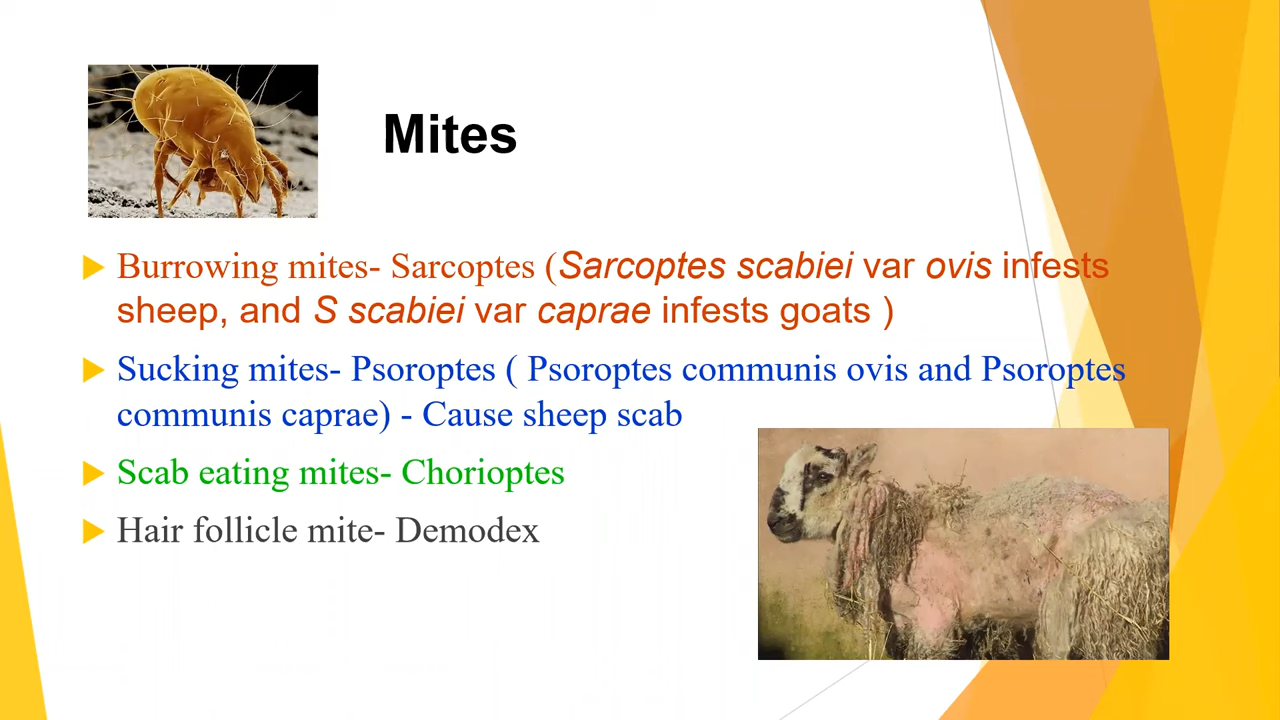 Mites
Burrowing mites- Sarcoptes (Sarcoptes scabiei var ovis infests
sheep, and S scabiei var caprae infests goats )
Sucking mites- Psoroptes ( Psoroptes communis ovis and Psoroptes
communis caprae) - Cause sheep scab
Scab eating mites- Chorioptes
Hair follicle mite- Demodex